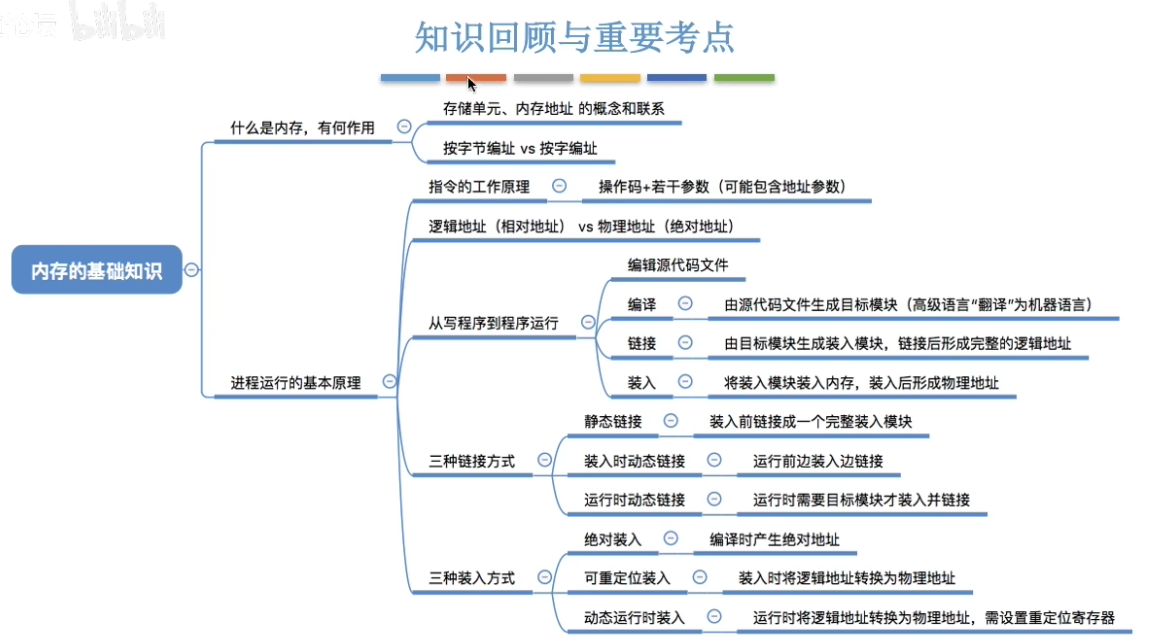 bilibili
知识回顾与重要考点
什么是内存，有何作用
存储单元、内存地址 的概念和联系
按字节编址 vs 按字编址
指令的工作原理
操作码+若干参数（可能包含地址参数）
逻辑地址（相对地址） vs 物理地址（绝对地址）
内存的基础知识
从写程序到程序运行
编辑源代码文件
编译
由源代码文件生成目标模块（高级语言“翻译”为机器语言）
链接
由目标模块生成装入模块，链接后形成完整的逻辑地址
装入
将装入模块装入内存，装入后形成物理地址
进程运行的基本原理
三种链接方式
静态链接
装入前链接成一个完整装入模块
装入时动态链接
运行前边装入边链接
运行时动态链接
运行时需要目标模块才装入并链接
三种装入方式
绝对装入
编译时产生绝对地址
可重定位装入
装入时将逻辑地址转换为物理地址
动态运行时装入
运行时将逻辑地址转换为物理地址，需设置重定位寄存器